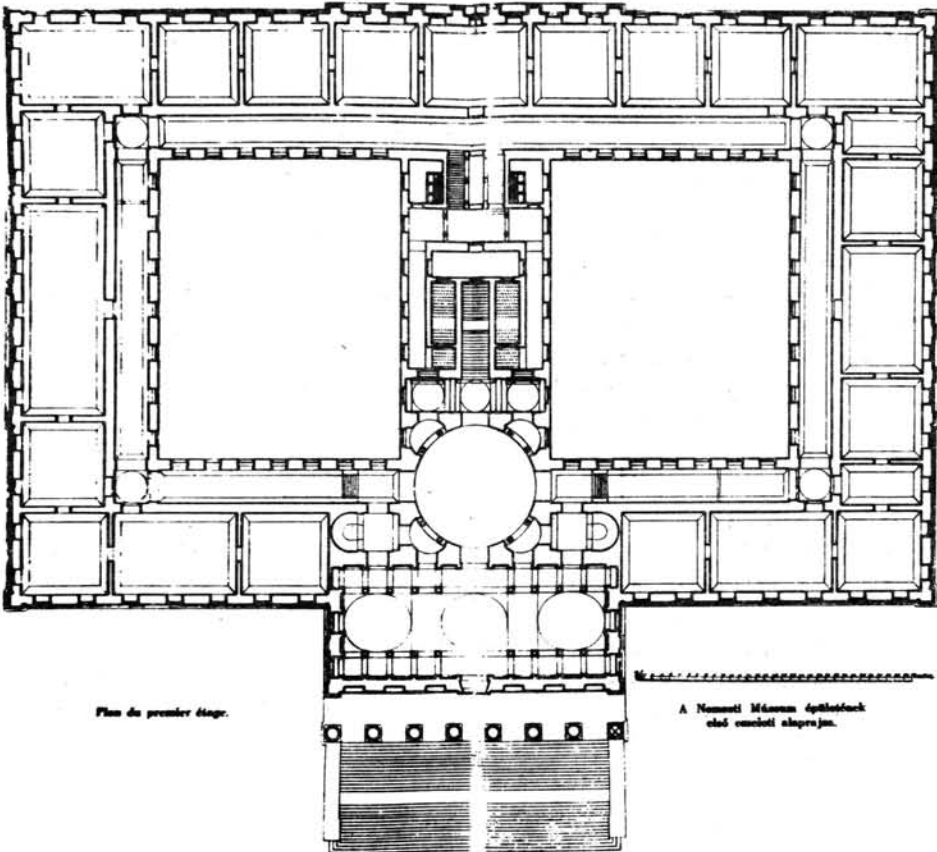 Plan du premier étage.
A Nemzeti Múzeum épületének
első emeleti alaprajza.